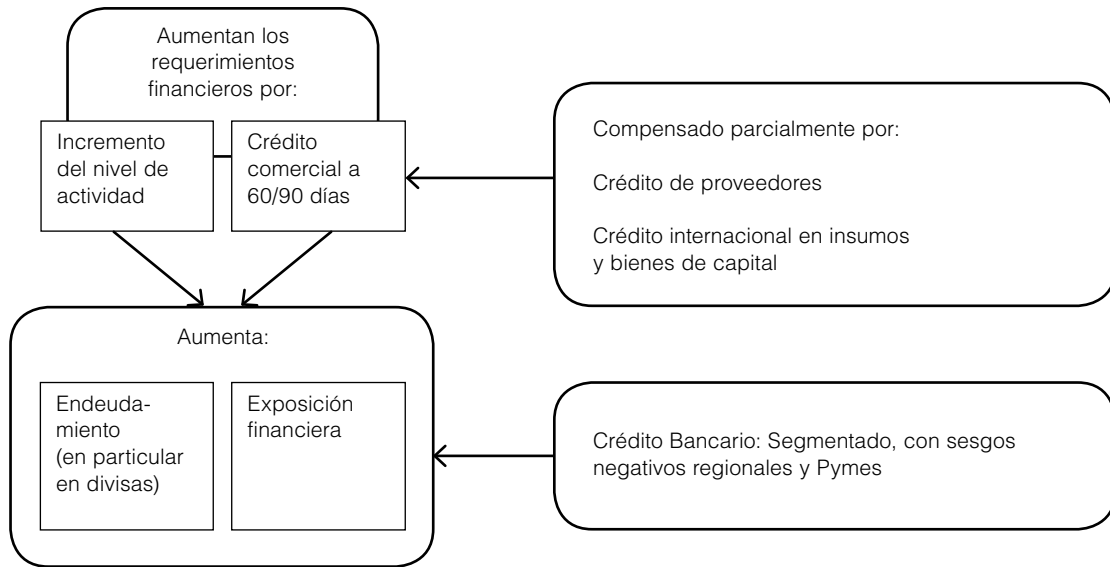 Aumentan los
requerimientos
financieros por:
Incremento
del nivel de
actividad
Crédito
comercial a
60/90 días
Compensado parcialmente por:
Crédito de proveedores
Crédito internacional en insumos
y bienes de capital
Aumenta:
Endeuda-
miento
(en particular
en divisas)
Exposición
financiera
Crédito Bancario: Segmentado, con sesgos
negativos regionales y Pymes